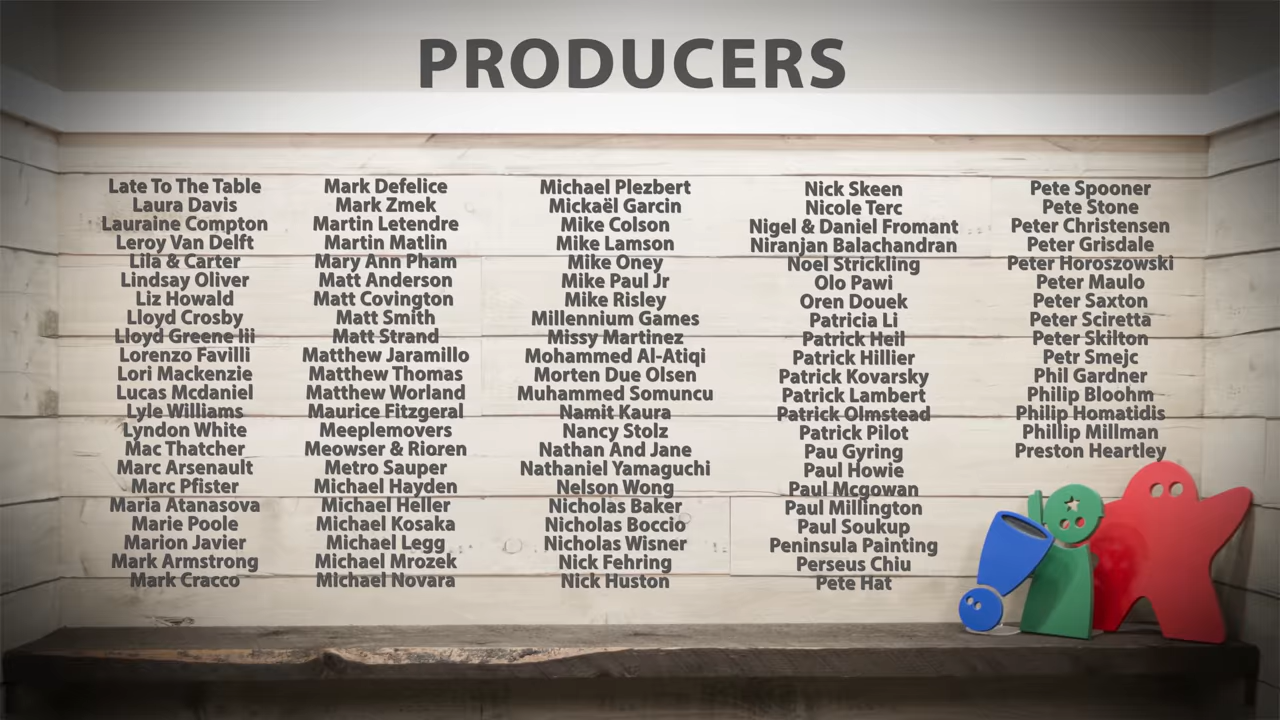 PRODUCERS
Late To The Table
Laura Davis
Lauraine Compton
Leroy Van Delft
Lila & Carter
Lindsay Oliver
Liz Howald
Lloyd Crosby
Lloyd Greene Iii
Lorenzo Favilli
Lori Mackenzie
Lucas Mcdaniel
Lyle Williams
Lyndon White
Mac Thatcher
Marc Arsenault
Marc Pfister
Maria Atanasova
Marie Poole
Marion Javier
Mark Armstrong
Mark Cracco
Mark Defelice
Mark Zmek
Martin Letendre
Martin Matlin
Mary Ann Pham
Matt Anderson
Matt Covington
Matt Smith
Matt Strand
Matthew Jaramillo
Matthew Thomas
Matthew Worland
Maurice Fitzgeral
Meeplemovers
Meowser & Rioren
Metro Sauper
Michael Hayden
Michael Heller
Michael Kosaka
Michael Legg
Michael Mrozek
Michael Novara
Michael Plezbert
Mickaël Garcin
Mike Colson
Mike Lamson
Mike Oney
Mike Paul Jr
Mike Risley
Millennium Games
Missy Martinez
Mohammed Al-Atiqi
Morten Due Olsen
Muhammed Somuncu
Namit Kaura
Nancy Stolz
Nathan And Jane
Nathaniel Yamaguchi
Nelson Wong
Nicholas Baker
Nicholas Boccio
Nicholas Wisner
Nick Fehring
Nick Huston
Nick Skeen
Nicole Terc
Nigel & Daniel Fromant
Niranjan Balachandran
Noel Strickling
Olo Pawi
Oren Douek
Patricia Li
Patrick Heil
Patrick Hillier
Patrick Kovarsky
Patrick Lambert
Patrick Olmstead
Patrick Pilot
Pau Gyring
Paul Howie
Paul Mcgowan
Paul Millington
Paul Soukup
Peninsula Painting
Perseus Chiu
Pete Hat
Pete Spooner
Pete Stone
Peter Christensen
Peter Grisdale
Peter Horoszowski
Peter Maulo
Peter Saxton
Peter Sciretta
Peter Skilton
Petr Smejc
Phil Gardner
Philip Bloohm
Philip Homatidis
Phillip Millman
Preston Heartley